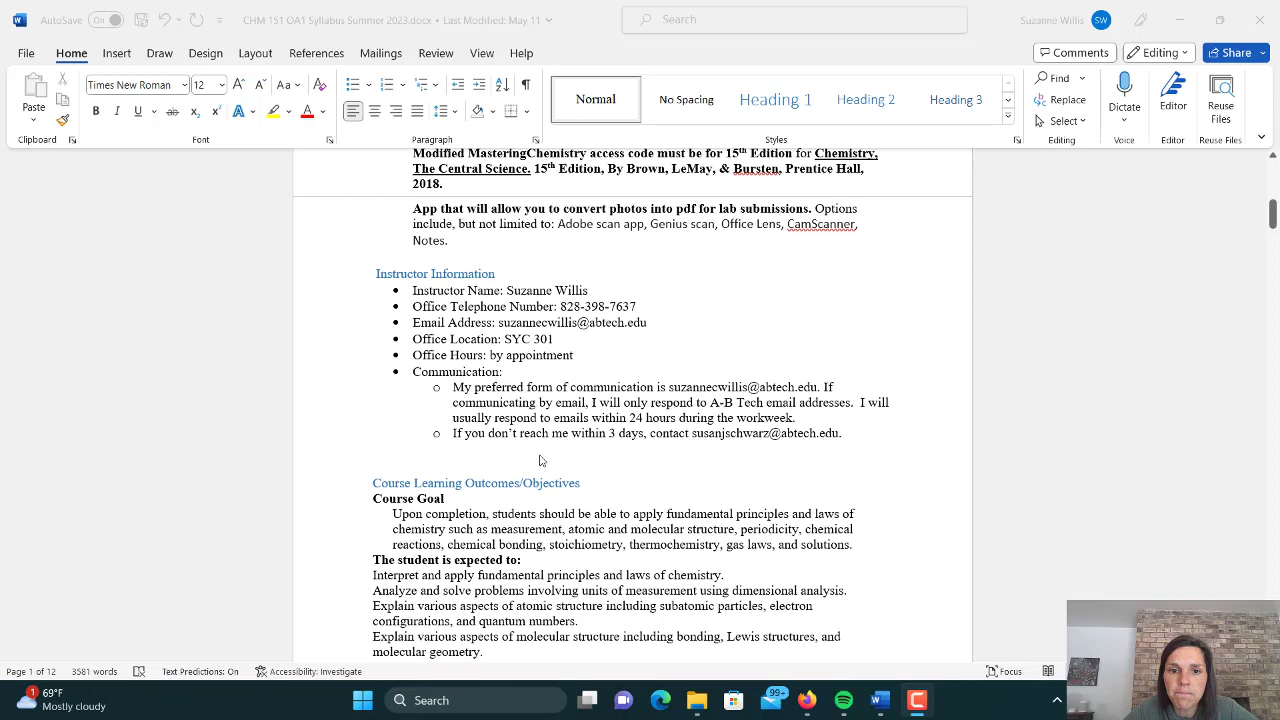 AutoSave Off CHM 151 OA1 Syllabus Summer 2023.docx • Last Modified: May 11 Search Suzanne Willis SW
File Home Insert Draw Design Layout References Mailings Review View Help Comments Editing Share
Times New Roman 12 Normal No Spacing Heading 1 Heading 2 Heading 3 Find Replace Select
Paste Dictate Editor Reuse Files
Clipboard Font Paragraph Styles Editing Voice Editor Reuse Files
Modified MasteringChemistry access code must be for 15th Edition for Chemistry,
The Central Science. 15th Edition, By Brown, LeMay, & Bursten, Prentice Hall,
2018.
App that will allow you to convert photos into pdf for lab submissions. Options
include, but not limited to: Adobe scan app, Genius scan, Office Lens, CamScanner,
Notes.
Instructor Information
• Instructor Name: Suzanne Willis
• Office Telephone Number: 828-398-7637
• Email Address: suzannecwillis@abtech.edu
• Office Location: SYC 301
• Office Hours: by appointment
• Communication:
o My preferred form of communication is suzannecwillis@abtech.edu. If
communicating by email, I will only respond to A-B Tech email addresses. I will
usually respond to emails within 24 hours during the workweek.
o If you don't reach me within 3 days, contact susanjschwarz@abtech.edu.
Course Learning Outcomes/Objectives
Course Goal
Upon completion, students should be able to apply fundamental principles and laws of
chemistry such as measurement, atomic and molecular structure, periodicity, chemical
reactions, chemical bonding, stoichiometry, thermochemistry, gas laws, and solutions.
The student is expected to:
Interpret and apply fundamental principles and laws of chemistry.
Analyze and solve problems involving units of measurement using dimensional analysis.
Explain various aspects of atomic structure including subatomic particles, electron
configurations, and quantum numbers.
Explain various aspects of molecular structure including bonding, Lewis structures, and
molecular geometry.
Page 1 of 12 3581 words Text Predictions: On Accessibility: Investigate Focus
1 69°F Mostly cloudy Search 99+